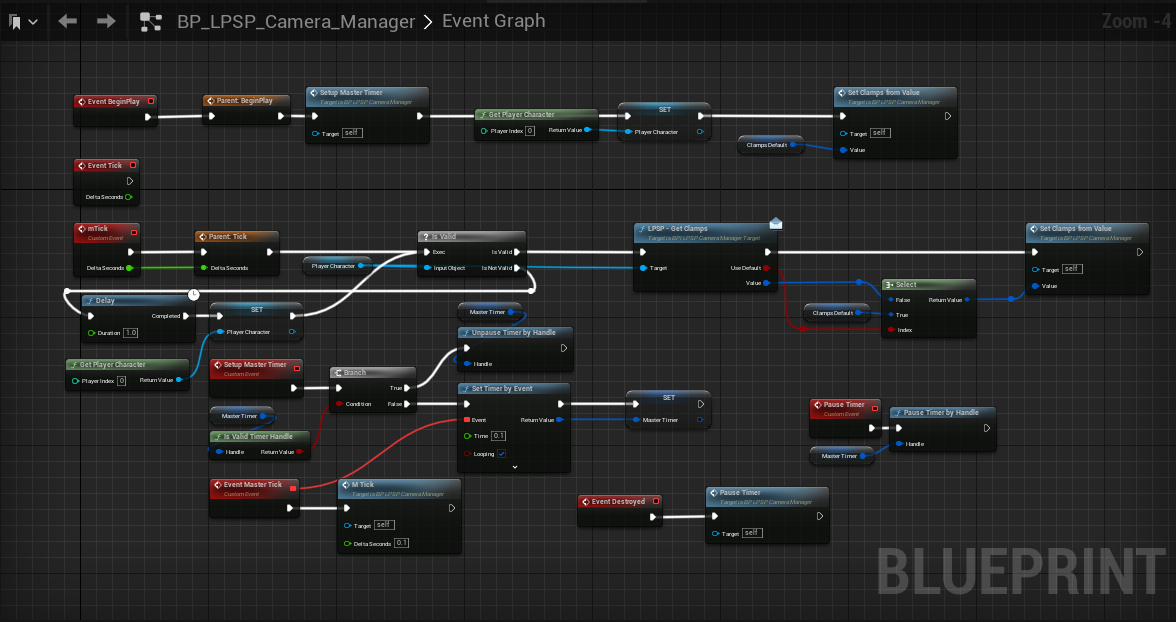 BP_LPSP_Camera_Manager > Event Graph
Zoom -4
Event BeginPlay
Parent: BeginPlay
Setup Master Timer
Target is BP LPSP Camera Manager
Target self
Get Player Character
Player Index 0
Return Value
SET
Player Character
Clamps Default
Set Clamps from Value
Target is BP LPSP Camera Manager
Target self
Value
Event Tick
Delta Seconds
mTick
Custom Event
Delta Seconds
Parent: Tick
Delta Seconds
Player Character
Is Valid
Exec
Is Valid
Input Object
Is Not Valid
LPSP - Get Clamps
Target is BP LPSP Camera Manager Target
Target
Use Default
Value
Clamps Default
Select
False
Return Value
True
Index
Set Clamps from Value
Target is BP LPSP Camera Manager
Target self
Value
Delay
Completed
Duration 1.0
SET
Player Character
Get Player Character
Player Index 0
Return Value
Setup Master Timer
Custom Event
Master Timer
Is Valid Timer Handle
Handle
Return Value
Branch
True
Condition
False
Master Timer
Unpause Timer by Handle
Handle
Set Timer by Event
Event
Return Value
Time 0.1
Looping
SET
Master Timer
Pause Timer
Custom Event
Master Timer
Pause Timer by Handle
Handle
Event Master Tick
Custom Event
M Tick
Target is BP LPSP Camera Manager
Target self
Delta Seconds 0.1
Event Destroyed
Pause Timer
Target is BP LPSP Camera Manager
Target self
BLUEPRINT